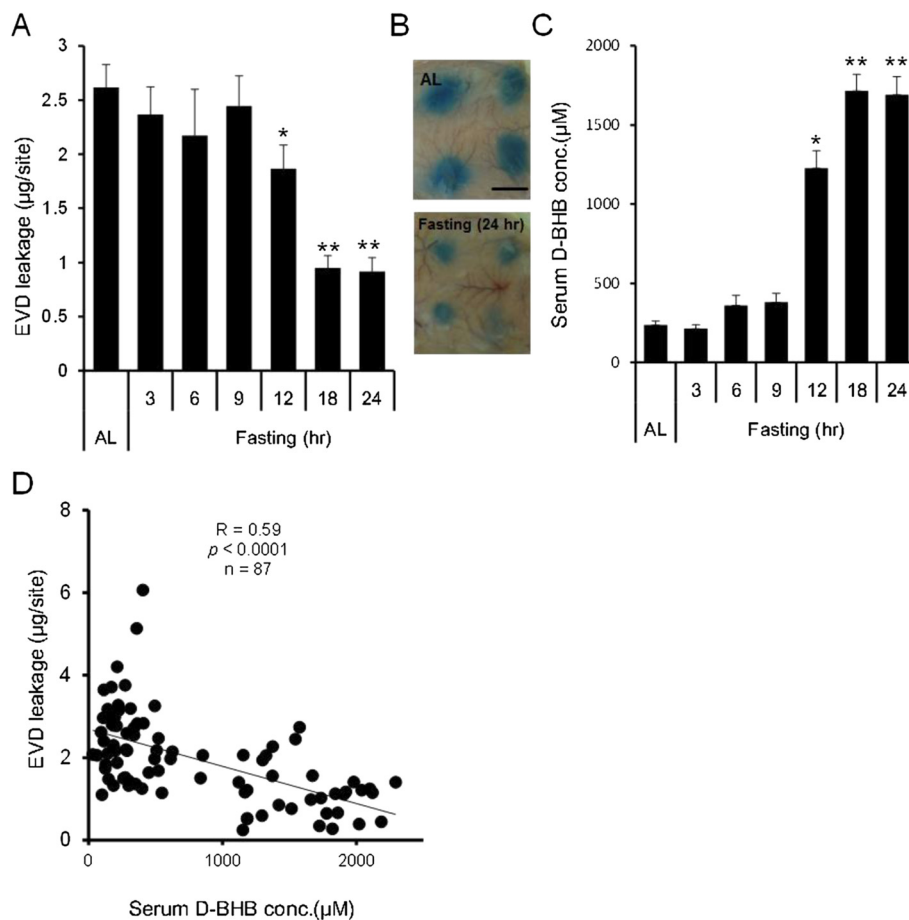 A
EVD leakage (µg/site)
3
2.5
2
1.5
1
0.5
0
*
**
**
3 6 9 12 18 24
AL Fasting (hr)
B
AL
Fasting (24 hr)
C
Serum D-BHB conc.(µM)
2000
1500
1000
500
0
*
**
**
3 6 9 12 18 24
AL Fasting (hr)
D
EVD leakage (µg/site)
8
6
4
2
0
R = 0.59
p < 0.0001
n = 87
0 1000 2000
Serum D-BHB conc.(µM)